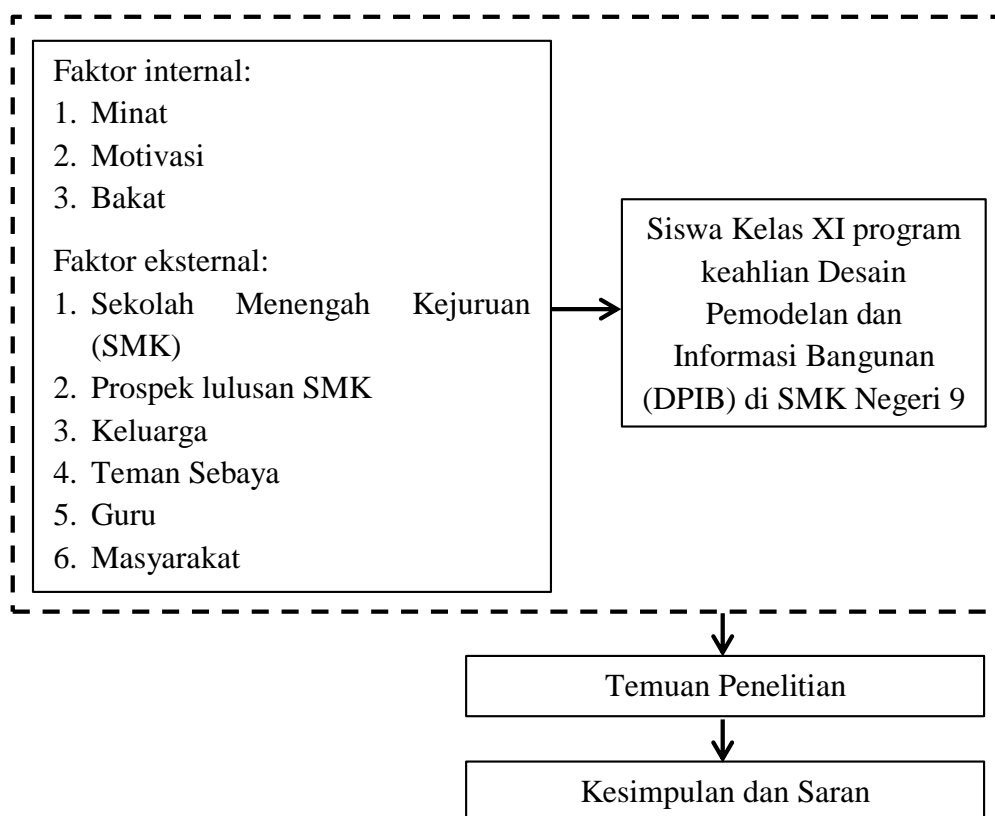 Faktor internal:
1. Minat
2. Motivasi
3. Bakat
Faktor eksternal:
1. Sekolah Menengah Kejuruan
(SMK)
2. Prospek lulusan SMK
3. Keluarga
4. Teman Sebaya
5. Guru
6. Masyarakat
Siswa Kelas XI program
keahlian Desain
Pemodelan dan
Informasi Bangunan
(DPIB) di SMK Negeri 9
Temuan Penelitian
Kesimpulan dan Saran